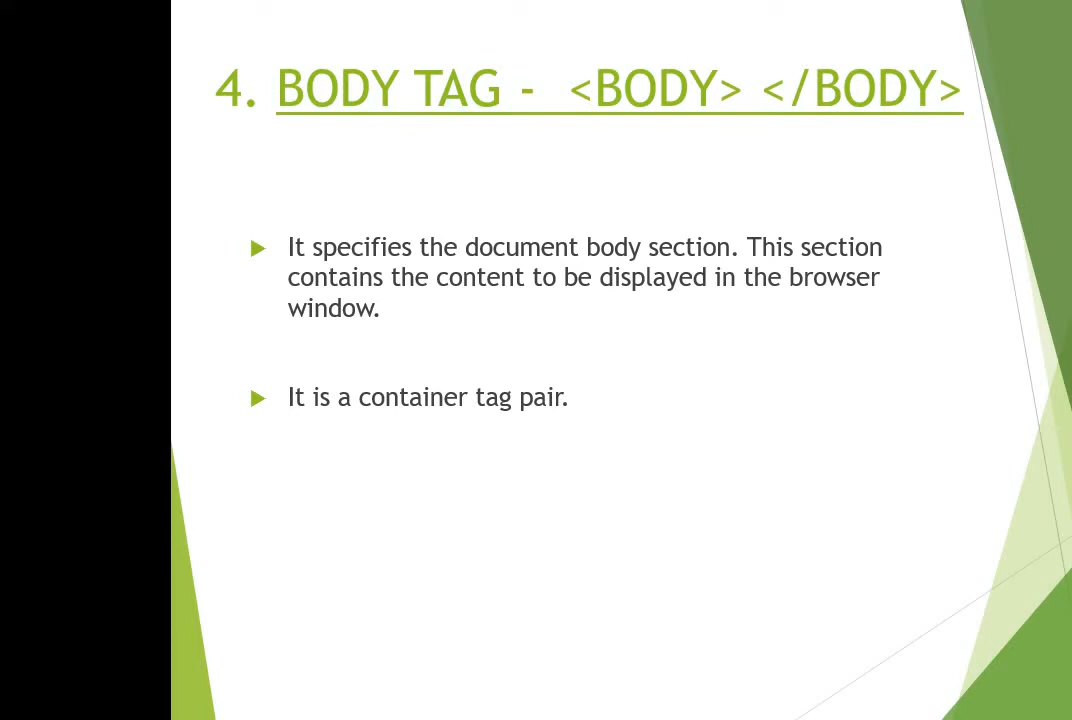 4. BODY TAG - <BODY> </BODY>
It specifies the document body section. This section
contains the content to be displayed in the browser
window.
It is a container tag pair.